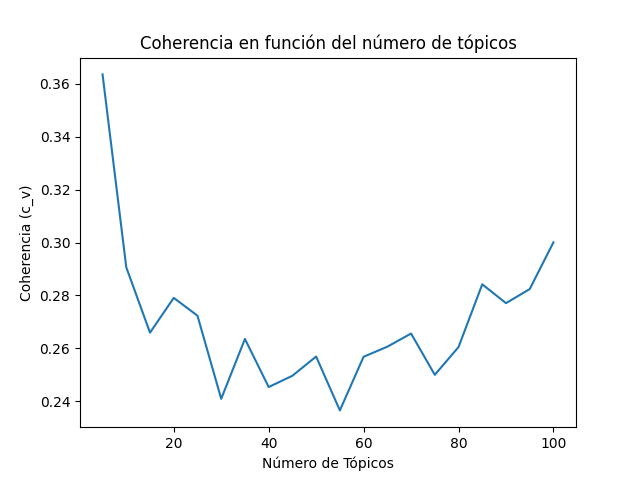 Coherencia en función del número de tópicos
Coherencia (c_v)
0.36
0.34
0.32
0.30
0.28
0.26
0.24
20 40 60 80 100
Número de Tópicos